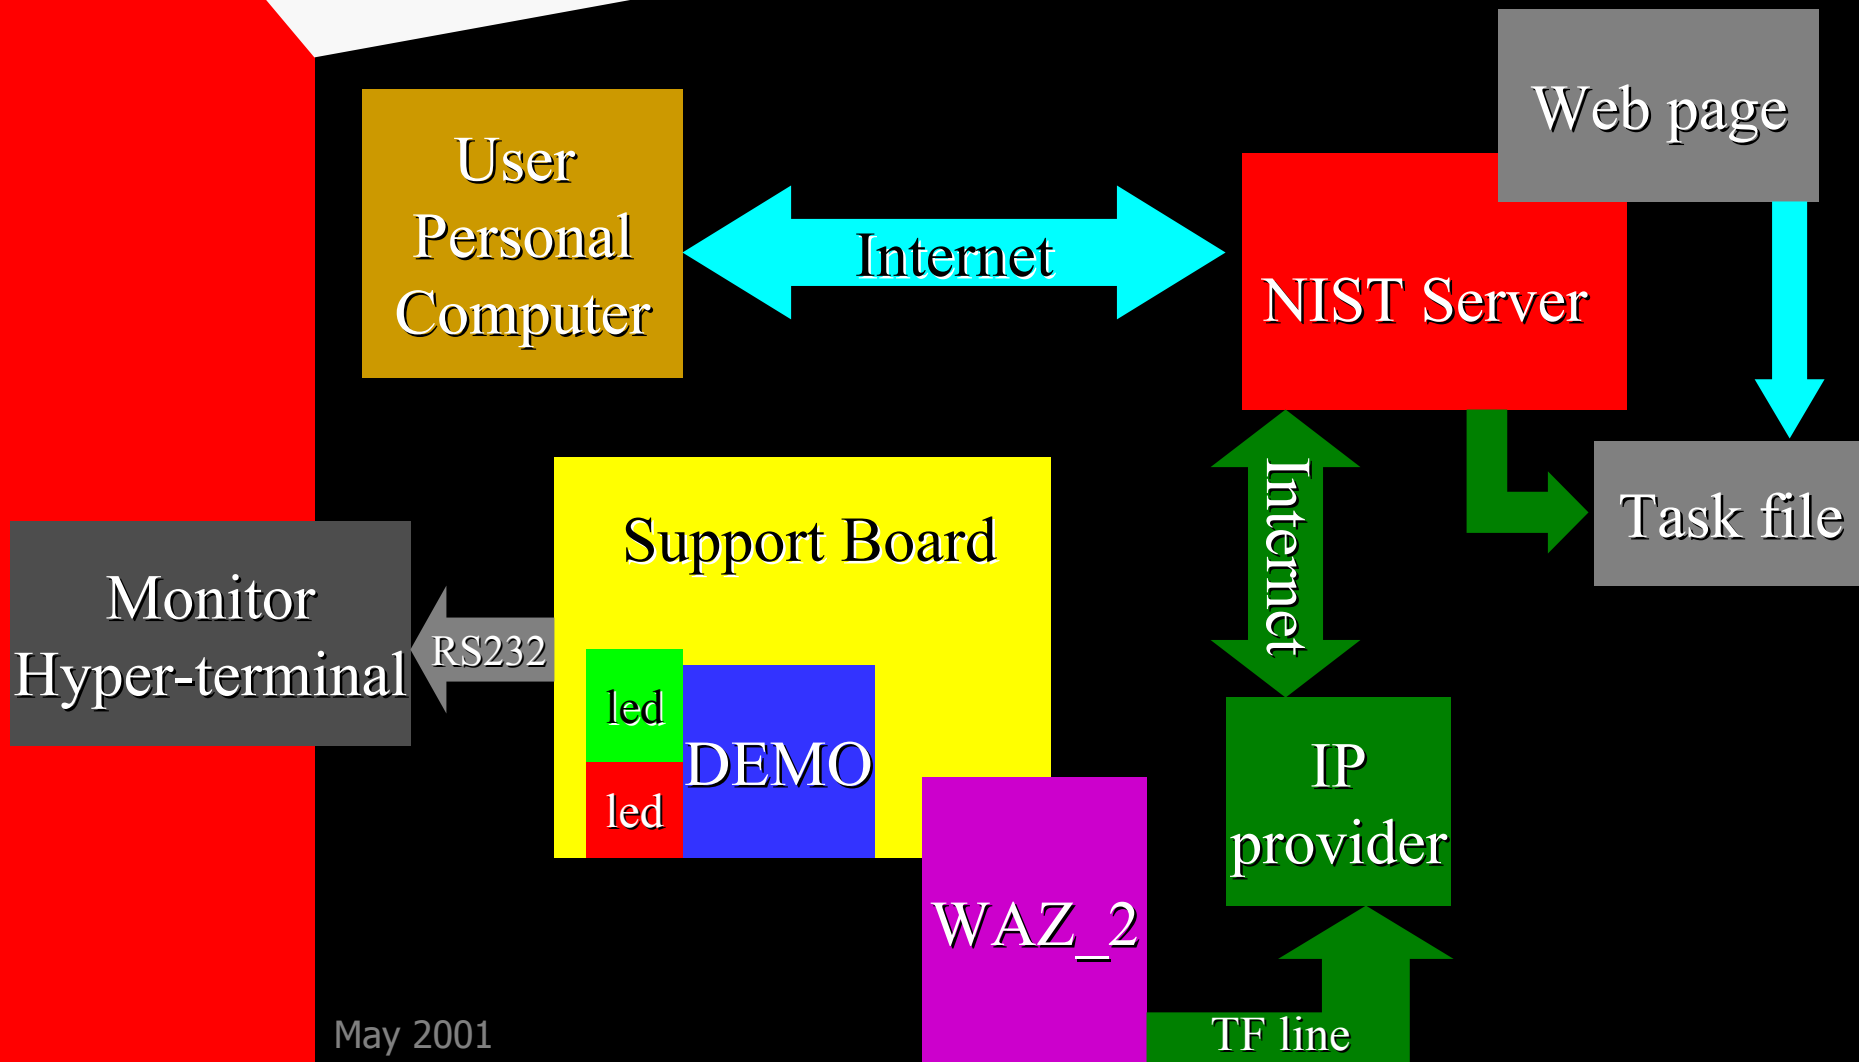 Web page
User
Personal
Computer
Internet
NIST Server
Internet
Task file
Support Board
Monitor
Hyper-terminal
RS232
led
DEMO
led
IP
provider
WAZ_2
TF line
May 2001